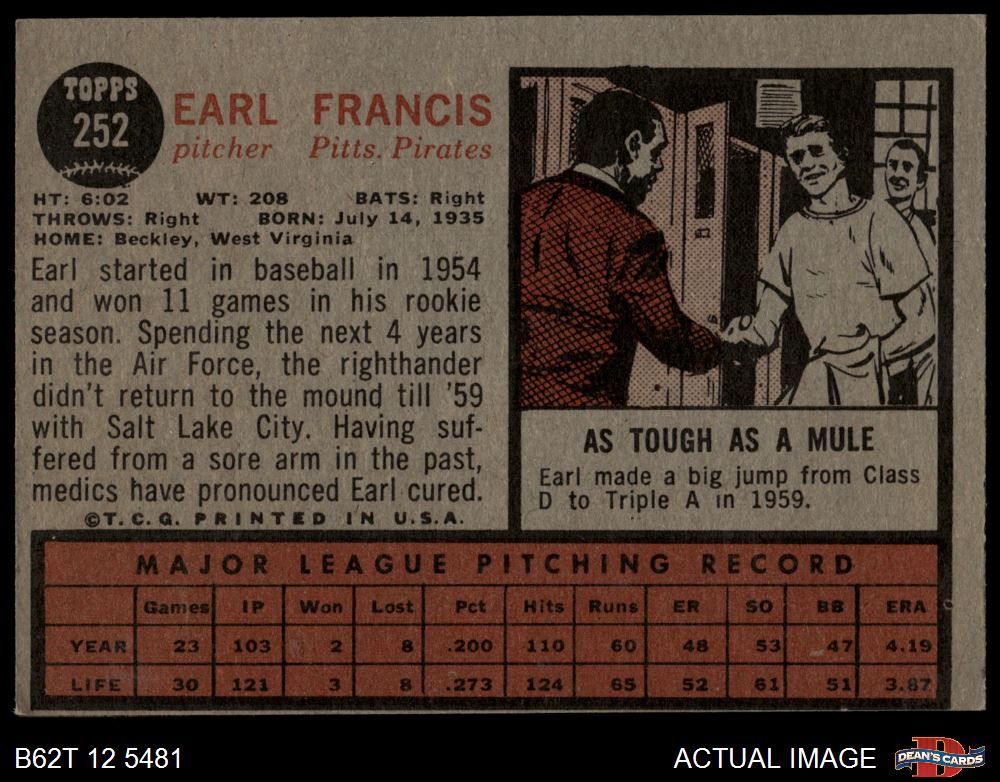 TOPPS
252
EARL FRANCIS
pitcher Pitts. Pirates
HT: 6:02 WT: 208 BATS: Right
THROWS: Right BORN: July 14, 1935
HOME: Beckley, West Virginia
Earl started in baseball in 1954
and won 11 games in his rookie
season. Spending the next 4 years
in the Air Force, the righthander
didn't return to the mound till '59
with Salt Lake City. Having suf-
fered from a sore arm in the past,
medics have pronounced Earl cured.
©T.C.G. PRINTED IN U.S.A.
AS TOUGH AS A MULE
Earl made a big jump from Class
D to Triple A in 1959.
MAJOR LEAGUE PITCHING RECORD
Games IP Won Lost Pct Hits Runs ER SO BB ERA
YEAR 23 103 2 8 .200 110 60 48 53 47 4.19
LIFE 30 121 3 8 .273 124 65 52 61 51 3.87
B62T 12 5481 ACTUAL IMAGE D DEAN'S CARDS